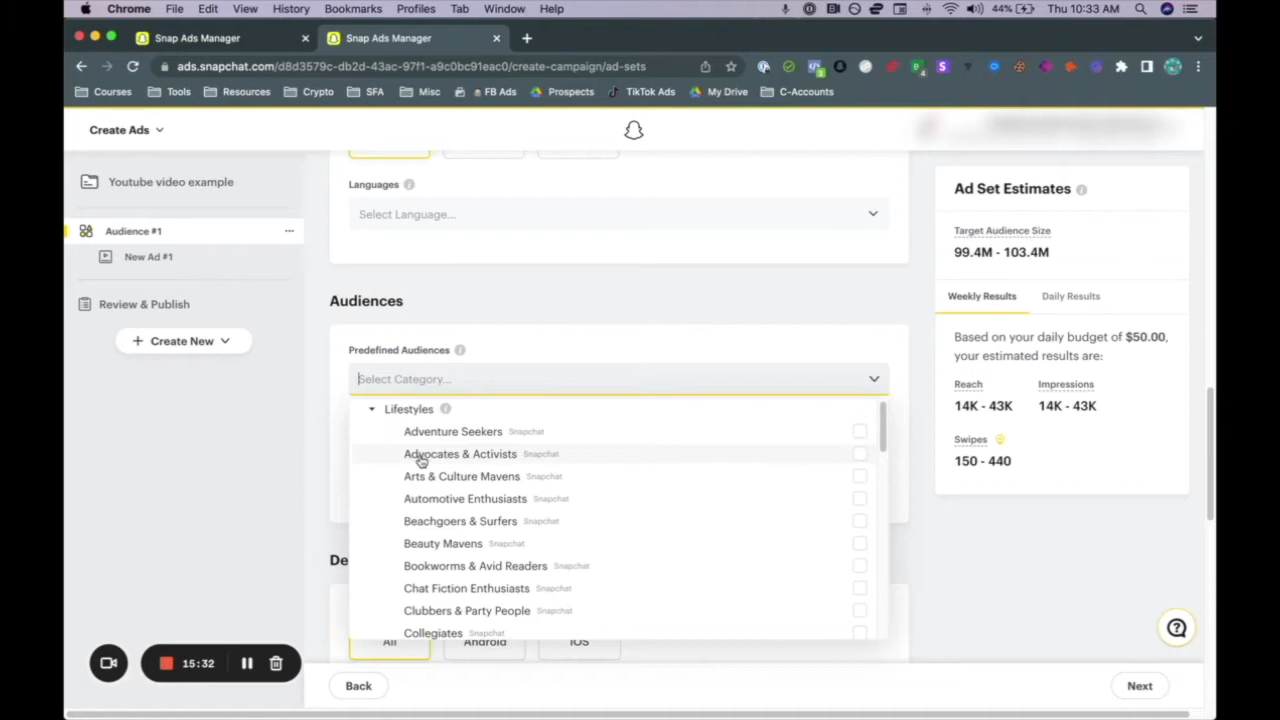 Chrome File Edit View History Bookmarks Profiles Tab Window Help 44% Thu 10:33 AM
Snap Ads Manager Snap Ads Manager
ads.snapchat.com/d8d3579c-db2d-43ac-97f1-a9c0bc91eac0/create-campaign/ad-sets
Courses Tools Resources Crypto SFA Misc FB Ads Prospects TikTok Ads My Drive C-Accounts
Create Ads
Youtube video example
Audience #1
New Ad #1
Review & Publish
+ Create New
Languages
Select Language...
Audiences
Predefined Audiences
Select Category...
Lifestyles
Adventure Seekers Snapchat
Advocates & Activists Snapchat
Arts & Culture Mavens Snapchat
Automotive Enthusiasts Snapchat
Beachgoers & Surfers Snapchat
Beauty Mavens Snapchat
Bookworms & Avid Readers Snapchat
Chat Fiction Enthusiasts Snapchat
Clubbers & Party People Snapchat
Collegiates Snapchat
De
All Android iOS
Back Next
Ad Set Estimates
Target Audience Size
99.4M - 103.4M
Weekly Results Daily Results
Based on your daily budget of $50.00,
your estimated results are:
Reach Impressions
14K - 43K 14K - 43K
Swipes
150 - 440
15:32